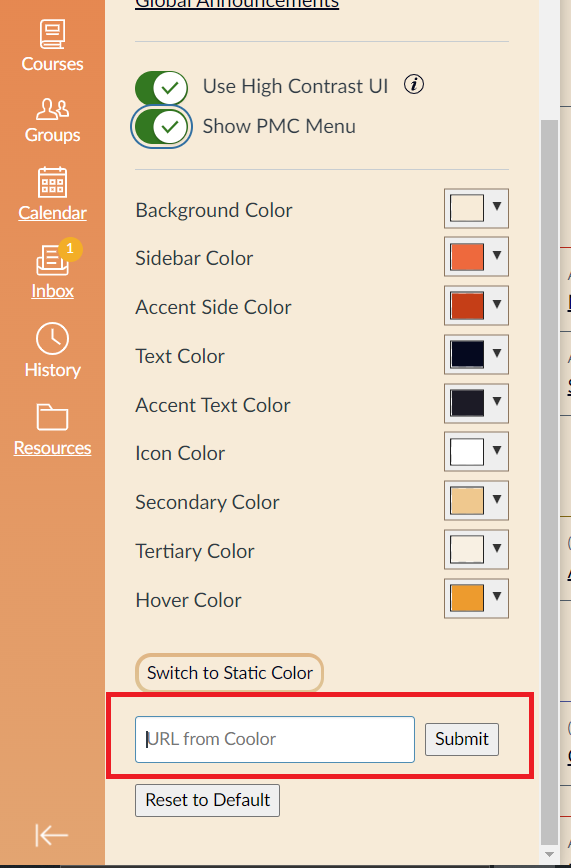 Global Announcements
Courses
Groups
Calendar
1
Inbox
History
Resources
Use High Contrast UI
Show PMC Menu
Background Color
Sidebar Color
Accent Side Color
Text Color
Accent Text Color
Icon Color
Secondary Color
Tertiary Color
Hover Color
Switch to Static Color
URL from Coolor
Submit
Reset to Default